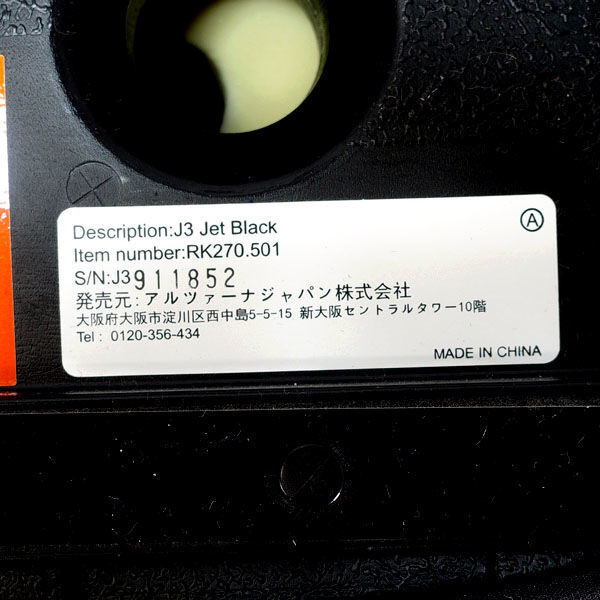 Description:J3 Jet Black
Ⓐ
Item number:RK270.501
S/N:J3911852
発売元:アルツァーナジャパン株式会社
大阪府大阪市淀川区西中島5-5-15 新大阪セントラルタワー10階
Tel : 0120-356-434
MADE IN CHINA